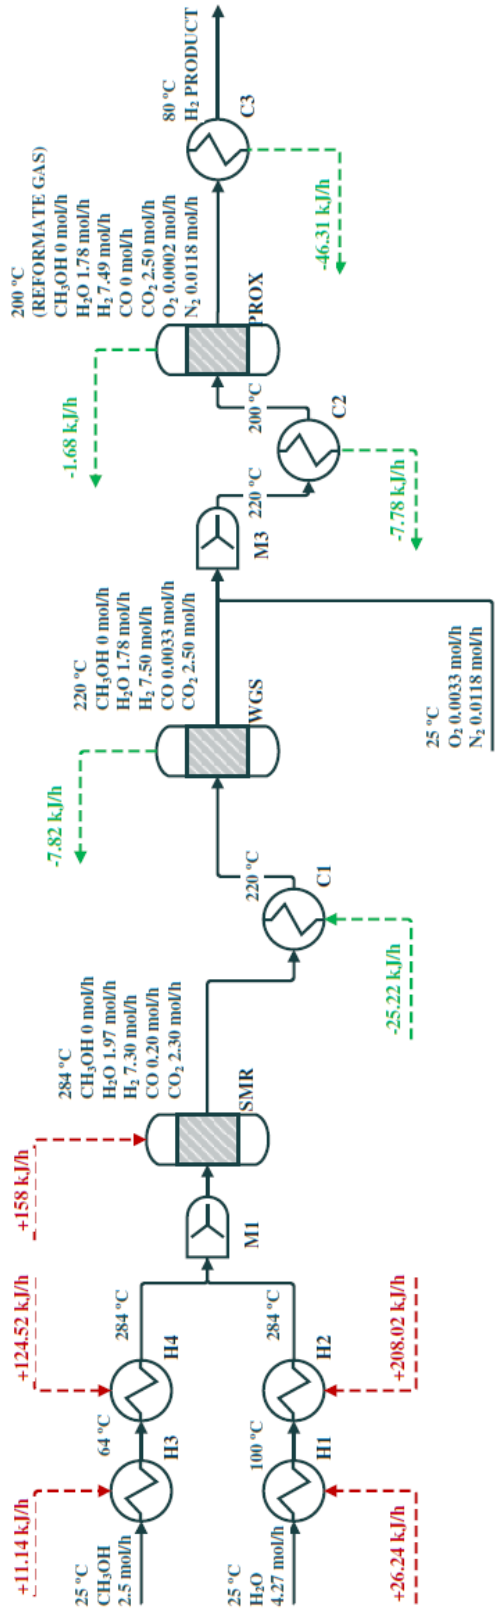 +11.14 kJ/h
+124.52 kJ/h
+158 kJ/h
25 °C
CH₃OH
2.5 mol/h
H3
64 °C
H4
284 °C
25 °C
H₂O
4.27 mol/h
H1
100 °C
H2
284 °C
+26.24 kJ/h
+208.02 kJ/h
M1
SMR
284 °C
CH₃OH 0 mol/h
H₂O 1.97 mol/h
H₂ 7.30 mol/h
CO 0.20 mol/h
CO₂ 2.30 mol/h
-25.22 kJ/h
C1
220 °C
-7.82 kJ/h
WGS
220 °C
CH₃OH 0 mol/h
H₂O 1.78 mol/h
H₂ 7.50 mol/h
CO 0.0033 mol/h
CO₂ 2.50 mol/h
25 °C
O₂ 0.0033 mol/h
N₂ 0.0118 mol/h
M3
220 °C
C2
-7.78 kJ/h
200 °C
-1.68 kJ/h
PROX
200 °C
(REFORMATE GAS)
CH₃OH 0 mol/h
H₂O 1.78 mol/h
H₂ 7.49 mol/h
CO 0 mol/h
CO₂ 2.50 mol/h
O₂ 0.0002 mol/h
N₂ 0.0118 mol/h
C3
-46.31 kJ/h
80 °C
H₂ PRODUCT